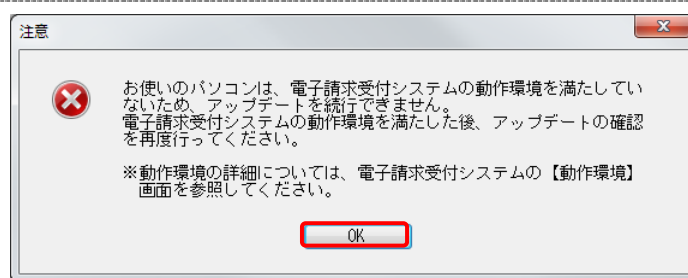 注意
お使いのパソコンは、電子請求受付システムの動作環境を満たしてい
ないため、アップデートを続行できません。
電子請求受付システムの動作環境を満たした後、アップデートの確認
を再度行ってください。
※動作環境の詳細については、電子請求受付システムの【動作環境】
画面を参照してください。
OK